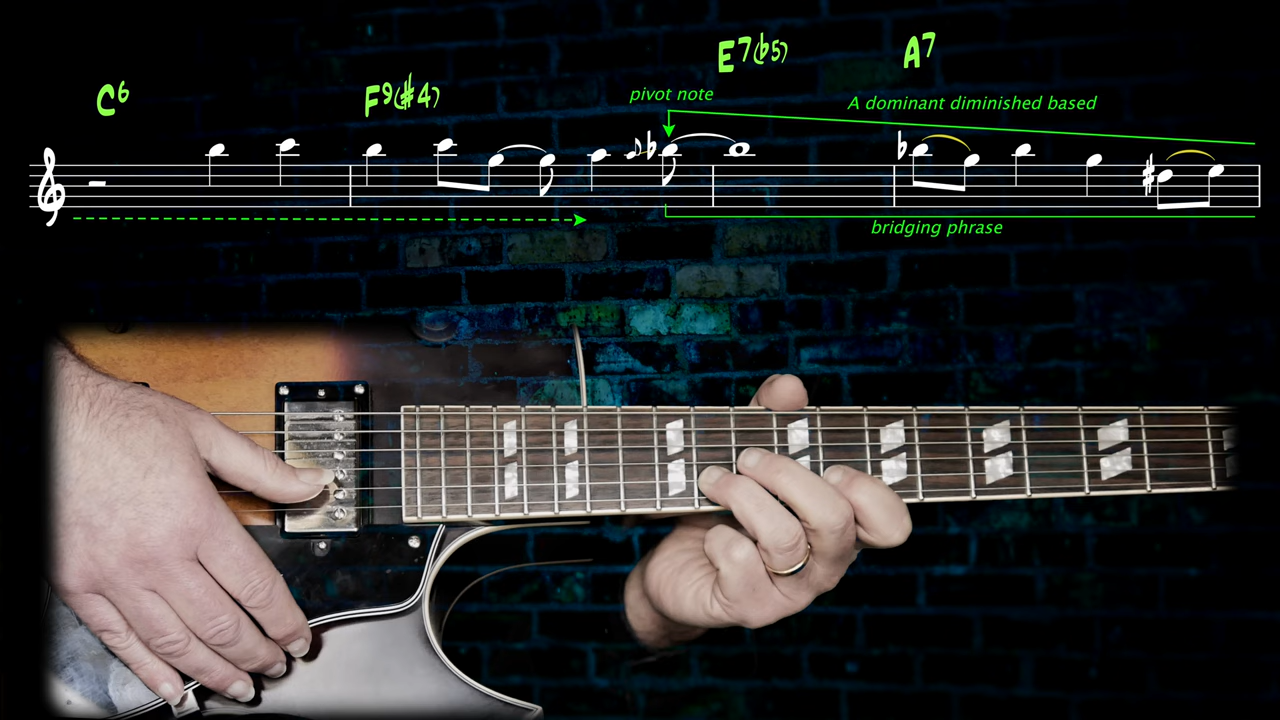 E7(b5)
A7
C6
F9(#4)
pivot note
A dominant diminished based
bridging phrase